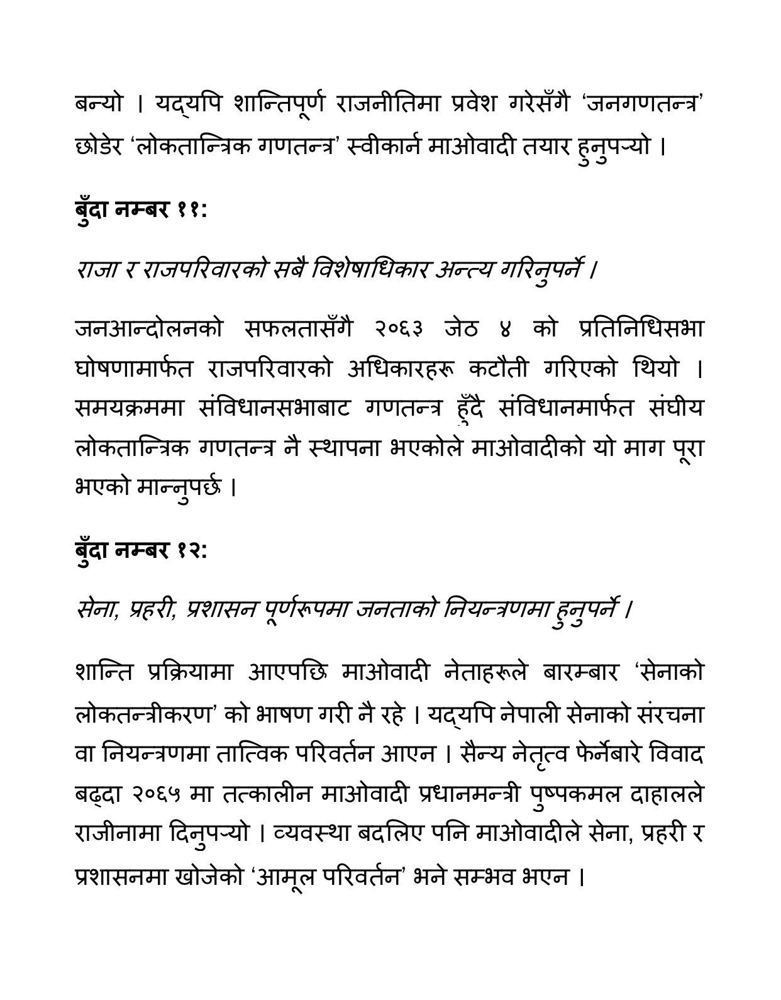 बन्यो । यद्यपि शान्तिपूर्ण राजनीतिमा प्रवेश गरेसँगै ‘जनगणतन्त्र’
छोडेर ‘लोकतान्त्रिक गणतन्त्र’ स्वीकार्न माओवादी तयार हुनुपऱ्यो ।
बुँदा नम्बर ११:
राजा र राजपरिवारको सबै विशेषाधिकार अन्त्य गरिनुपर्ने ।
जनआन्दोलनको सफलतासँगै २०६३ जेठ ४ को प्रतिनिधिसभा
घोषणामार्फत राजपरिवारको अधिकारहरू कटौती गरिएको थियो ।
समयक्रममा संविधानसभाबाट गणतन्त्र हुँदै संविधानमार्फत संघीय
लोकतान्त्रिक गणतन्त्र नै स्थापना भएकोले माओवादीको यो माग पूरा
भएको मान्नुपर्छ ।
बुँदा नम्बर १२:
सेना, प्रहरी, प्रशासन पूर्णरूपमा जनताको नियन्त्रणमा हुनुपर्ने ।
शान्ति प्रक्रियामा आएपछि माओवादी नेताहरूले बारम्बार ‘सेनाको
लोकतन्त्रीकरण’ को भाषण गरी नै रहे । यद्यपि नेपाली सेनाको संरचना
वा नियन्त्रणमा तात्विक परिवर्तन आएन । सैन्य नेतृत्व फेर्नेबारे विवाद
बढ्दा २०६५ मा तत्कालीन माओवादी प्रधानमन्त्री पुष्पकमल दाहालले
राजीनामा दिनुपऱ्यो । व्यवस्था बदलिए पनि माओवादीले सेना, प्रहरी र
प्रशासनमा खोजेको ‘आमूल परिवर्तन’ भने सम्भव भएन ।